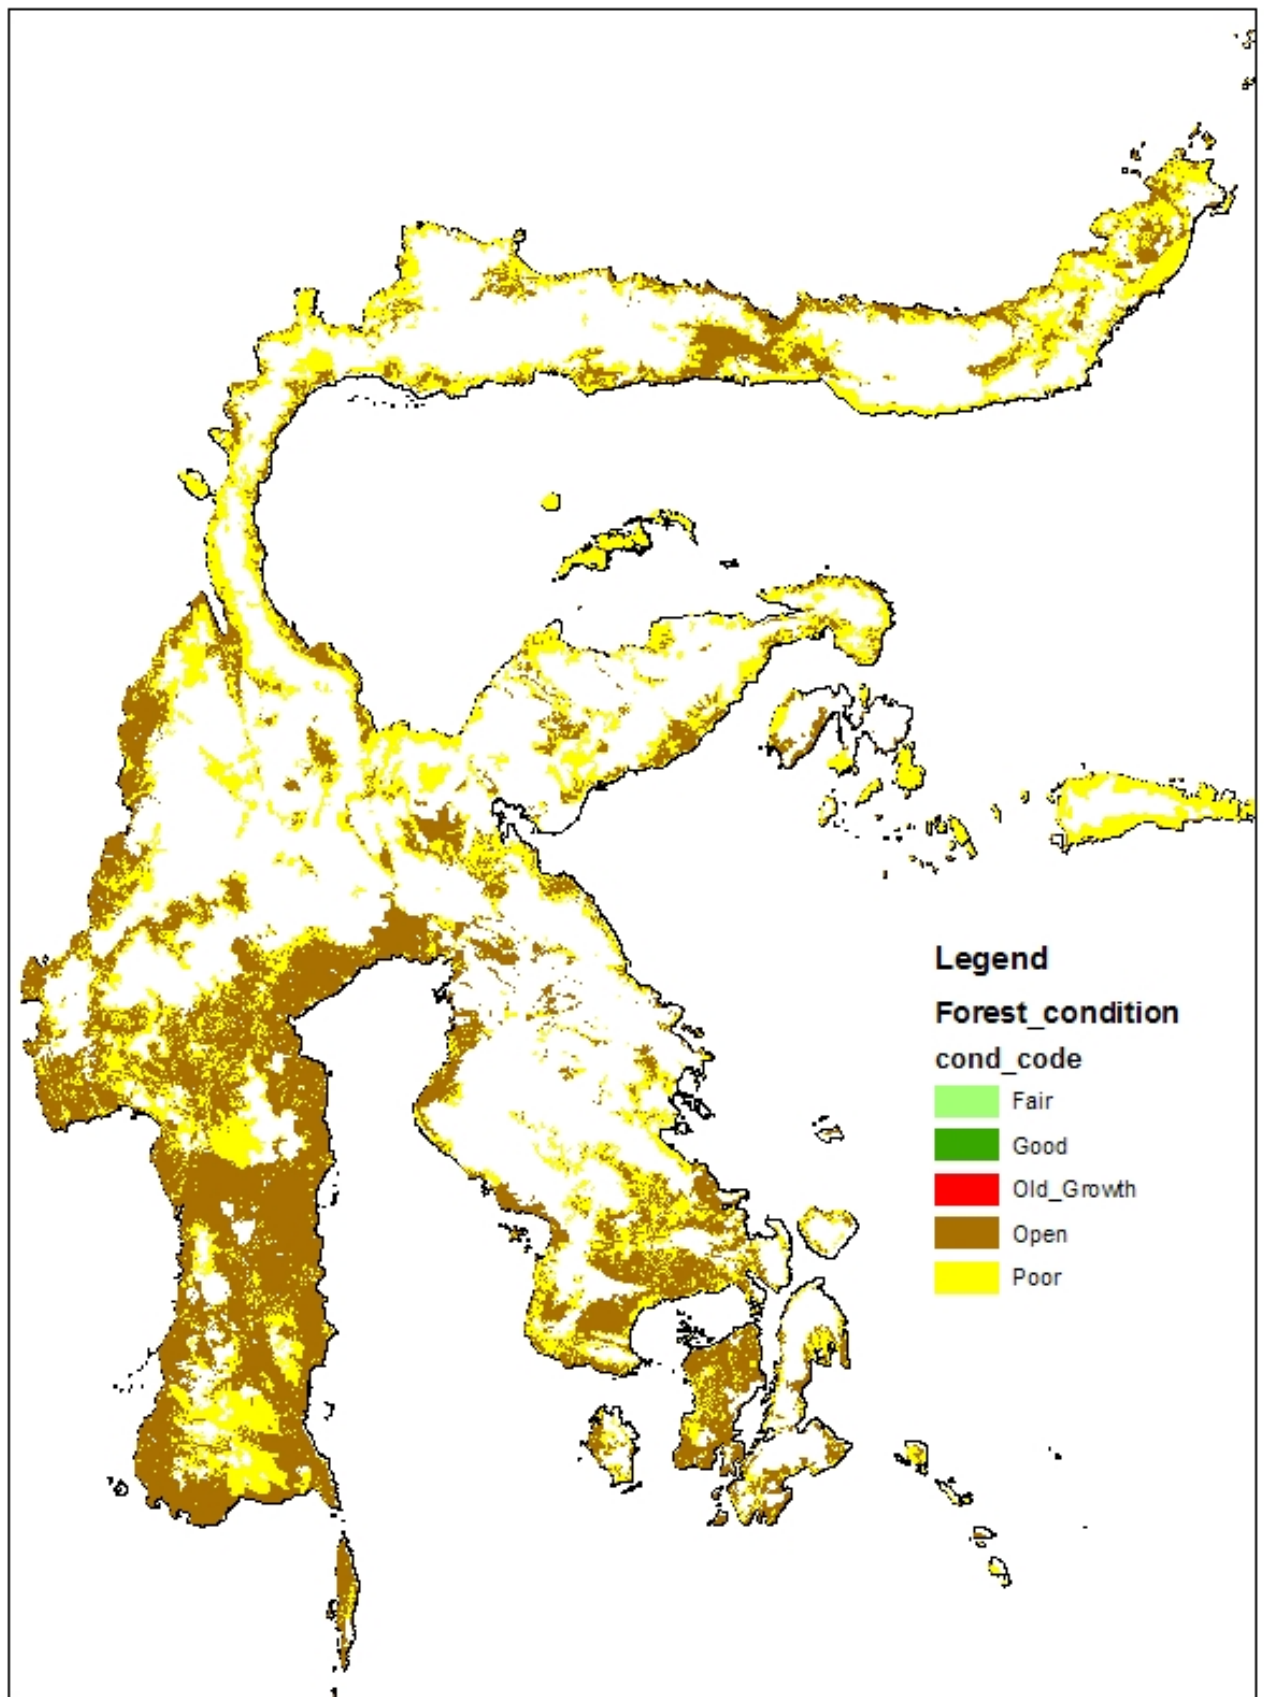 Legend
Forest_condition
cond_code
Fair
Good
Old_Growth
Open
Poor